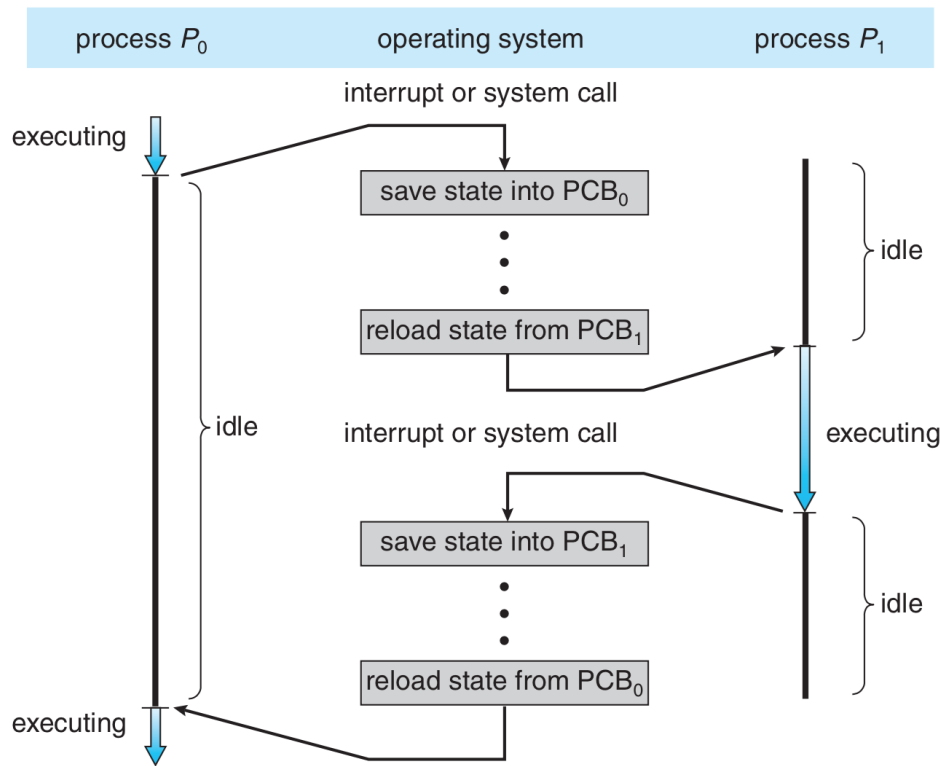 process P₀ operating system process P₁
interrupt or system call
executing
save state into PCB₀
idle
reload state from PCB₁
idle
interrupt or system call
executing
save state into PCB₁
idle
reload state from PCB₀
executing